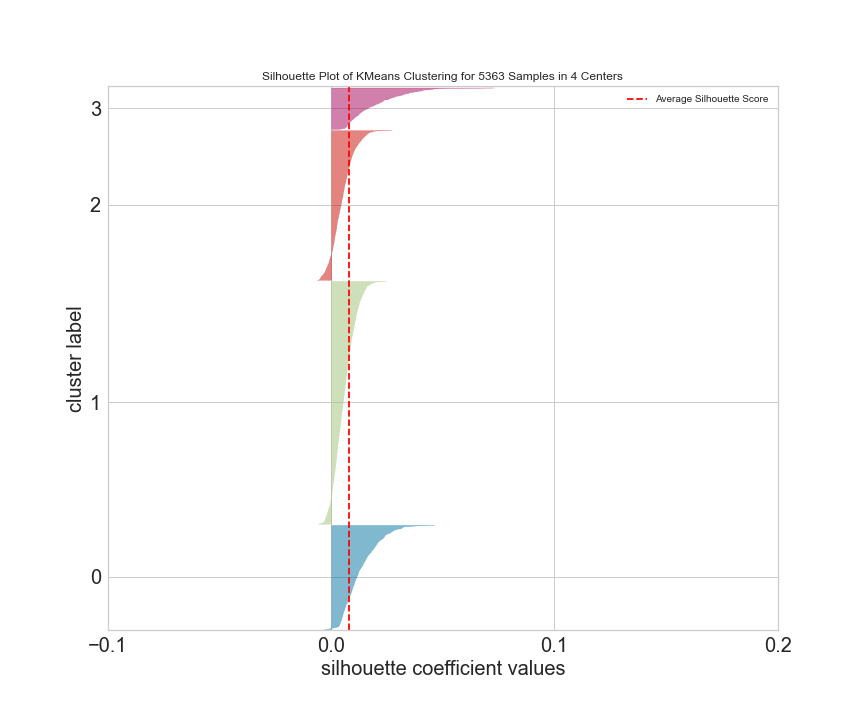 Silhouette Plot of KMeans Clustering for 5363 Samples in 4 Centers
Average Silhouette Score
3
2
1
0
cluster label
−0.1
0.0
0.1
0.2
silhouette coefficient values